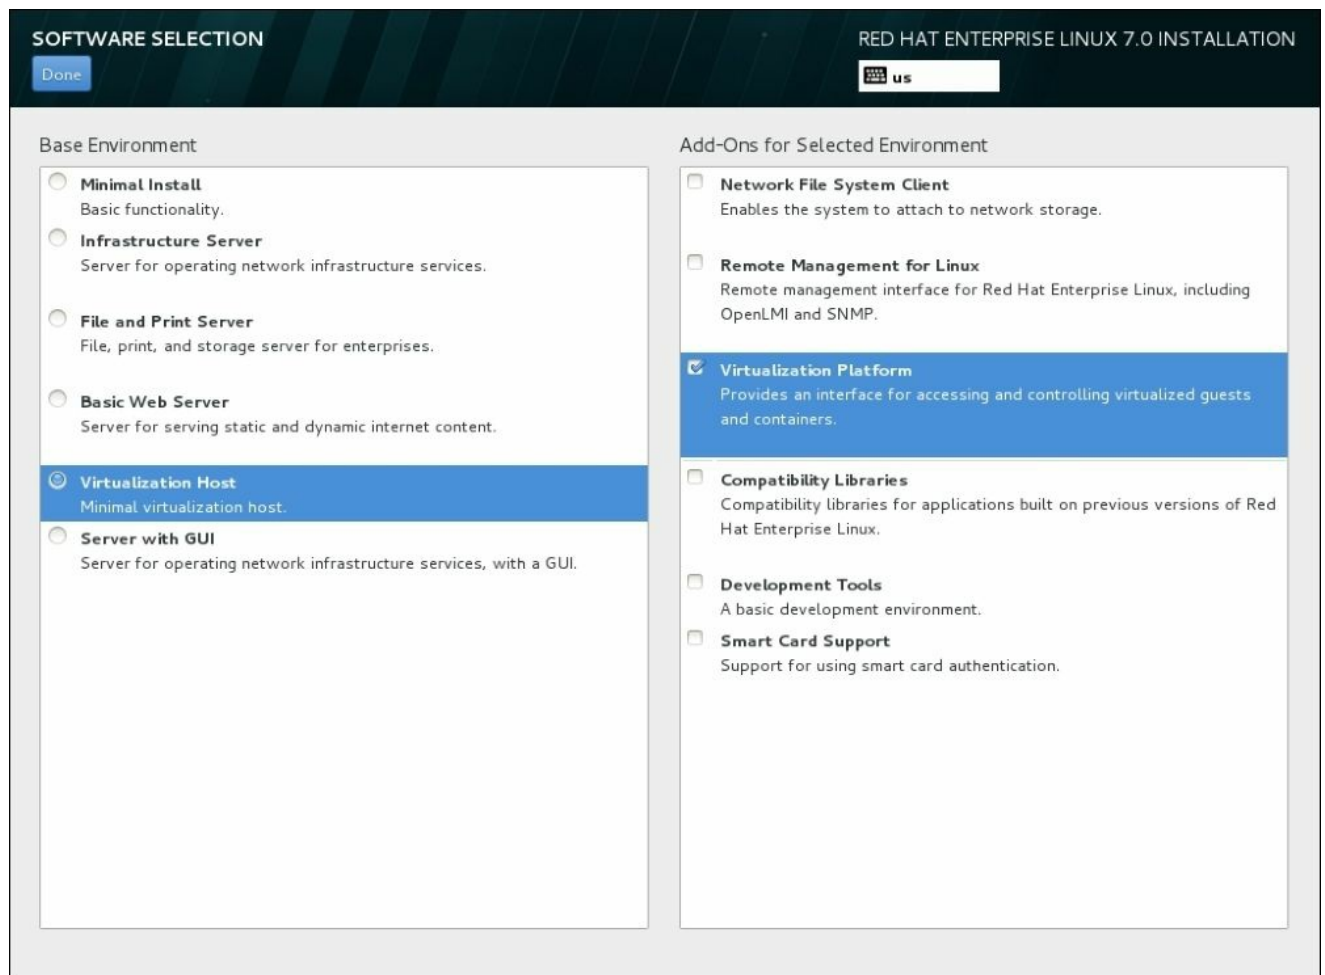 SOFTWARE SELECTION
RED HAT ENTERPRISE LINUX 7.0 INSTALLATION
Done
us
Base Environment
Minimal Install
Basic functionality.
Infrastructure Server
Server for operating network infrastructure services.
File and Print Server
File, print, and storage server for enterprises.
Basic Web Server
Server for serving static and dynamic internet content.
Virtualization Host
Minimal virtualization host.
Server with GUI
Server for operating network infrastructure services, with a GUI.
Add-Ons for Selected Environment
Network File System Client
Enables the system to attach to network storage.
Remote Management for Linux
Remote management interface for Red Hat Enterprise Linux, including
OpenLMI and SNMP.
Virtualization Platform
Provides an interface for accessing and controlling virtualized guests
and containers.
Compatibility Libraries
Compatibility libraries for applications built on previous versions of Red
Hat Enterprise Linux.
Development Tools
A basic development environment.
Smart Card Support
Support for using smart card authentication.